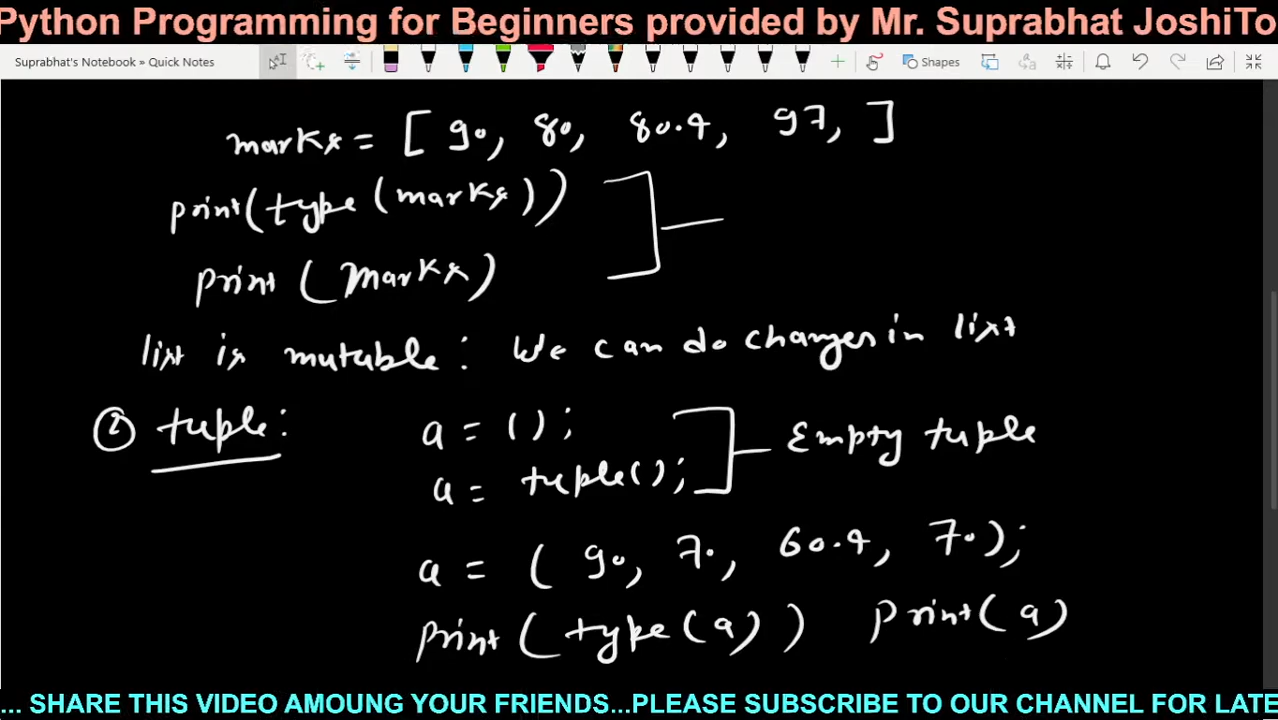 Python Programming for Beginners provided by Mr. Suprabhat JoshiTo
Suprabhat's Notebook » Quick Notes
Shapes
marks = [ 90, 80, 80.4, 97, ]
print(type (marks))
print (marks)
list is mutable : We can do changes in list
② tuple:
a = ();
a = tuple(); Empty tuple
a = ( 90, 70, 60.4, 70);
print (type(a)) print(a)
... SHARE THIS VIDEO AMOUNG YOUR FRIENDS...PLEASE SUBSCRIBE TO OUR CHANNEL FOR LATE